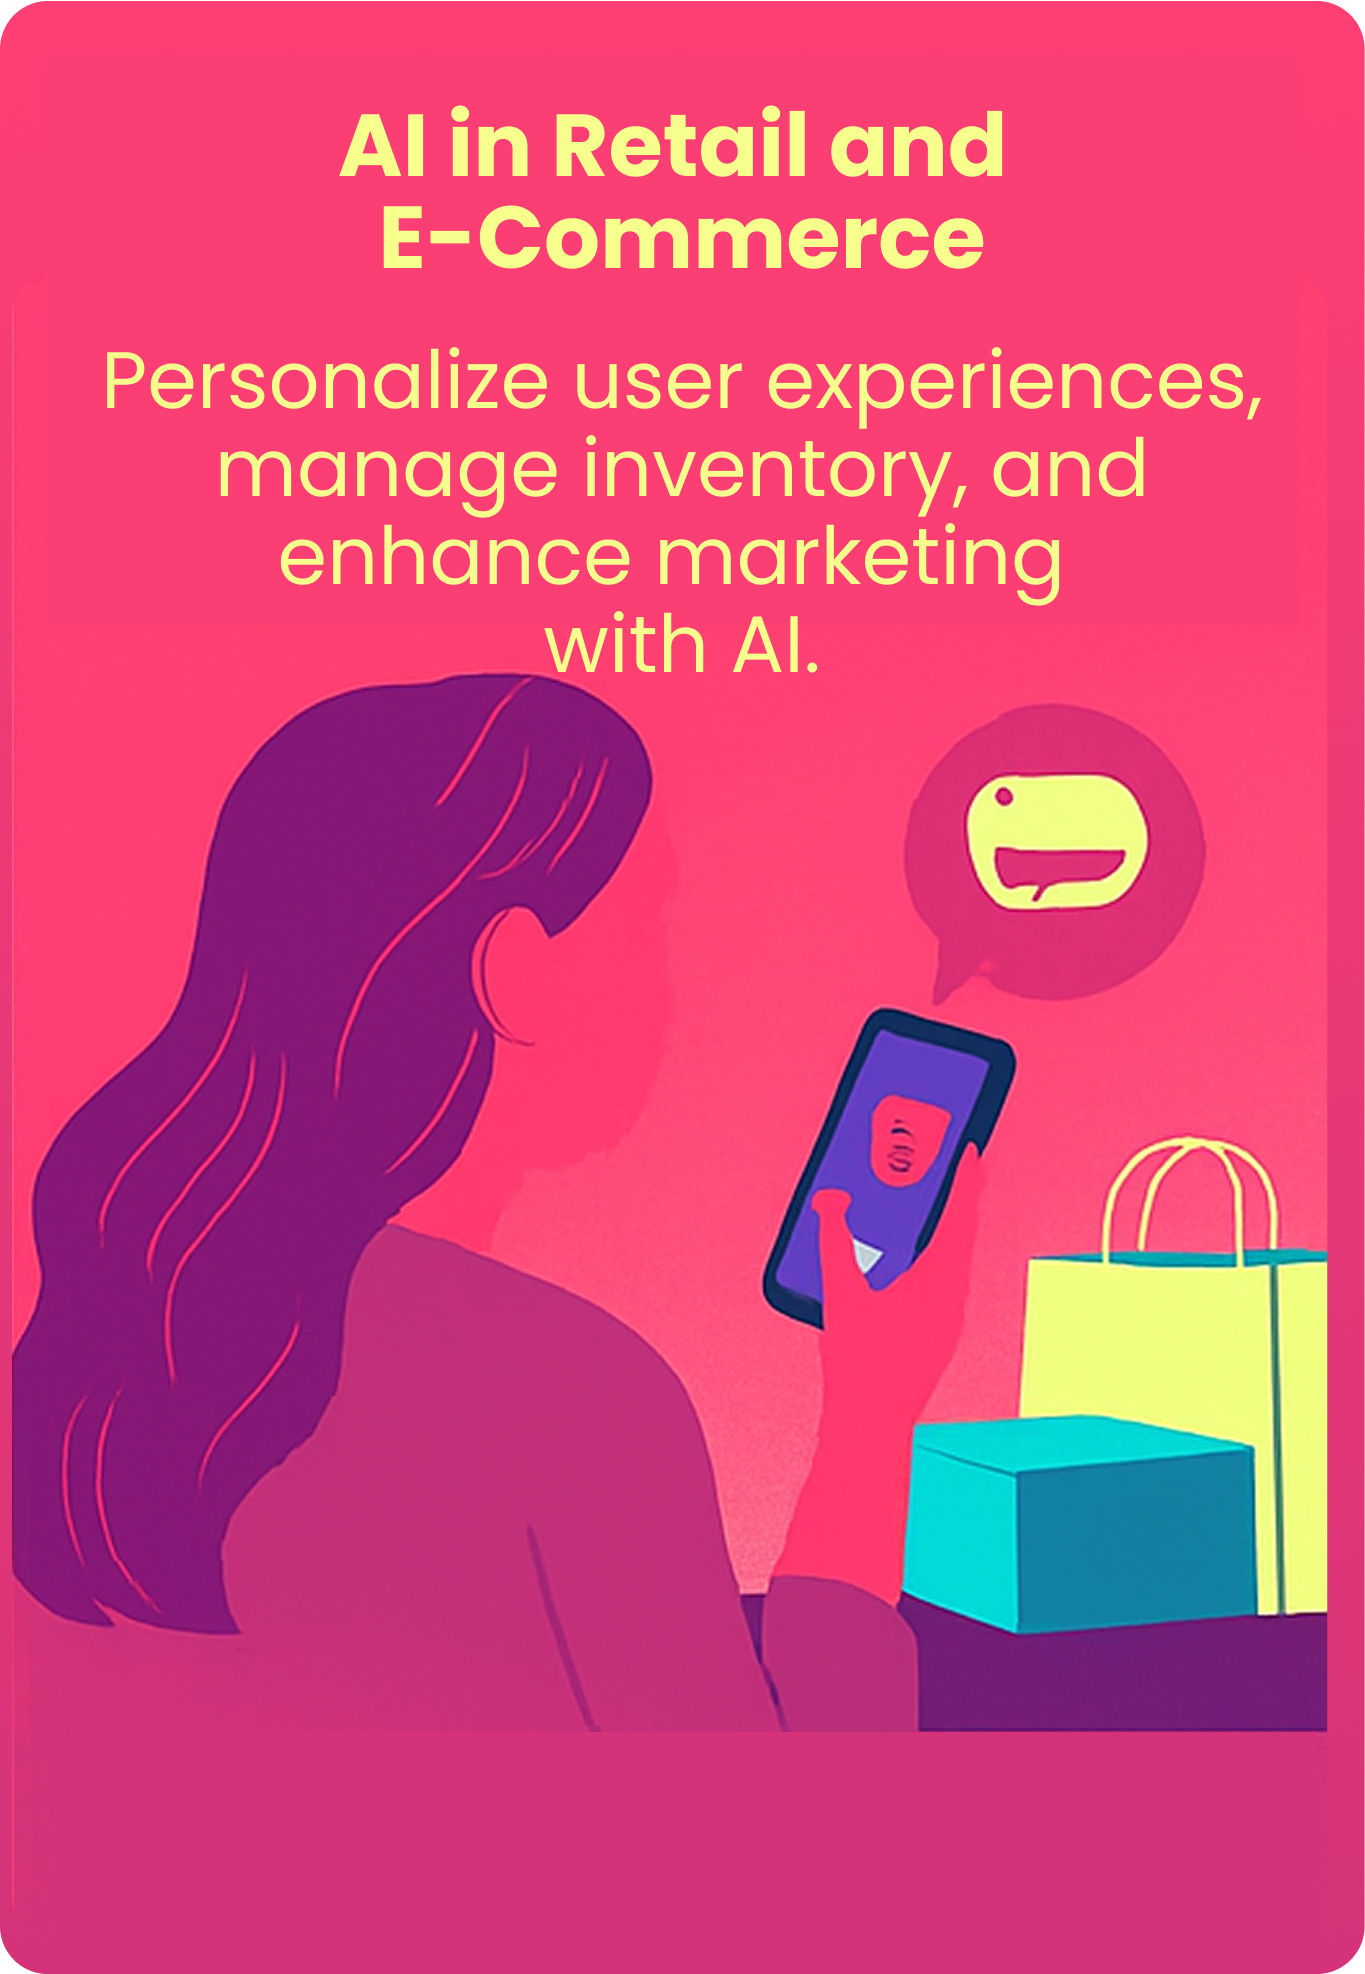 AI in Retail and
E-Commerce
Personalize user experiences,
manage inventory, and
enhance marketing
with AI.